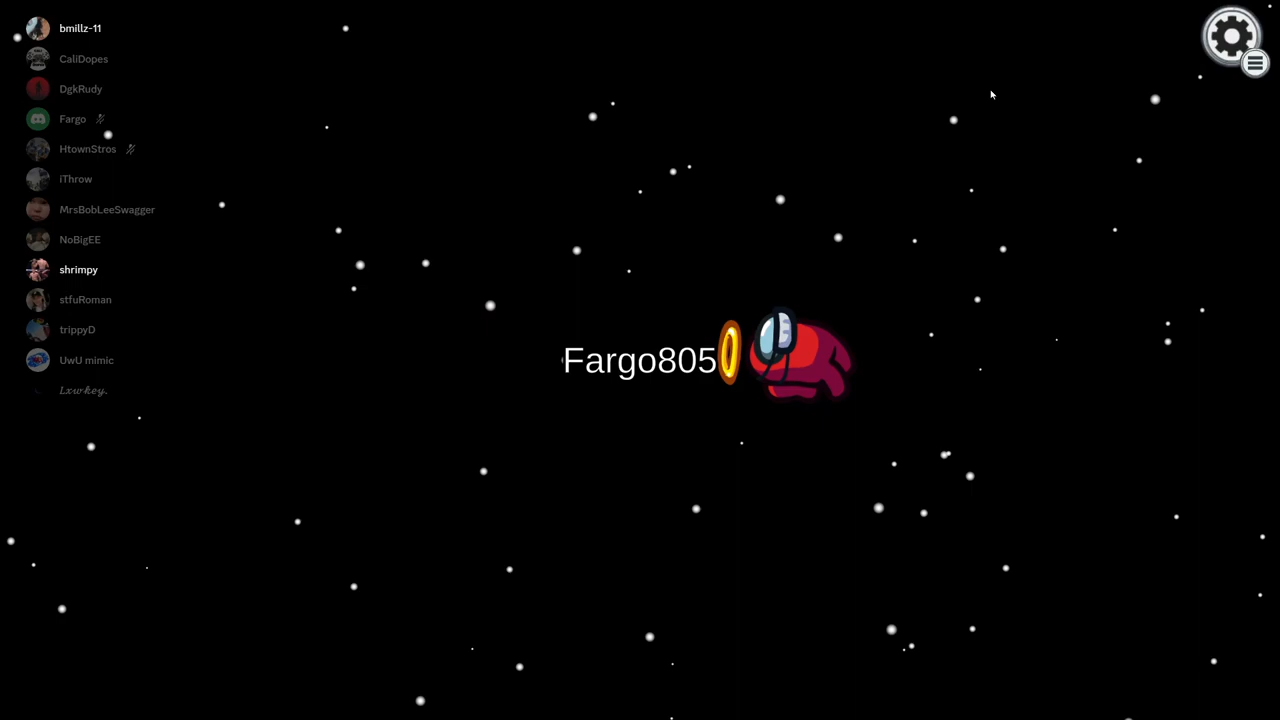 bmillz-11
CaliDopes
DgkRudy
Fargo
HtownStros
iThrow
MrsBobLeeSwagger
NoBigEE
shrimpy
stfuRoman
trippyD
UwU mimic
𝓛𝔁𝔀𝓴𝓮𝔂.
Fargo805